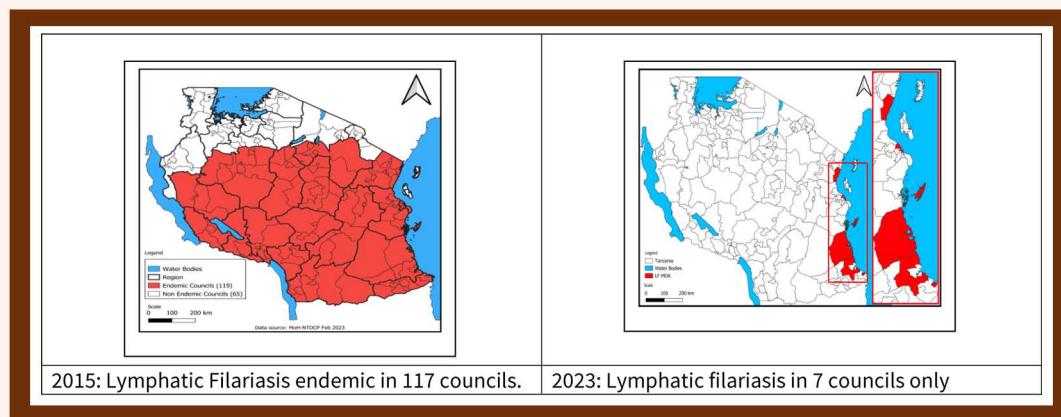 Legend
Water Bodies
Region
Endemic Councils (119)
Non Endemic Councils (65)
Scale
0 100 200 km
Data source: MoH-NTDCP Feb 2023
Legend
Tanzania
Water Bodies
LF MDA
Scale
0 100 200 km
2015: Lymphatic Filariasis endemic in 117 councils.
2023: Lymphatic filariasis in 7 councils only